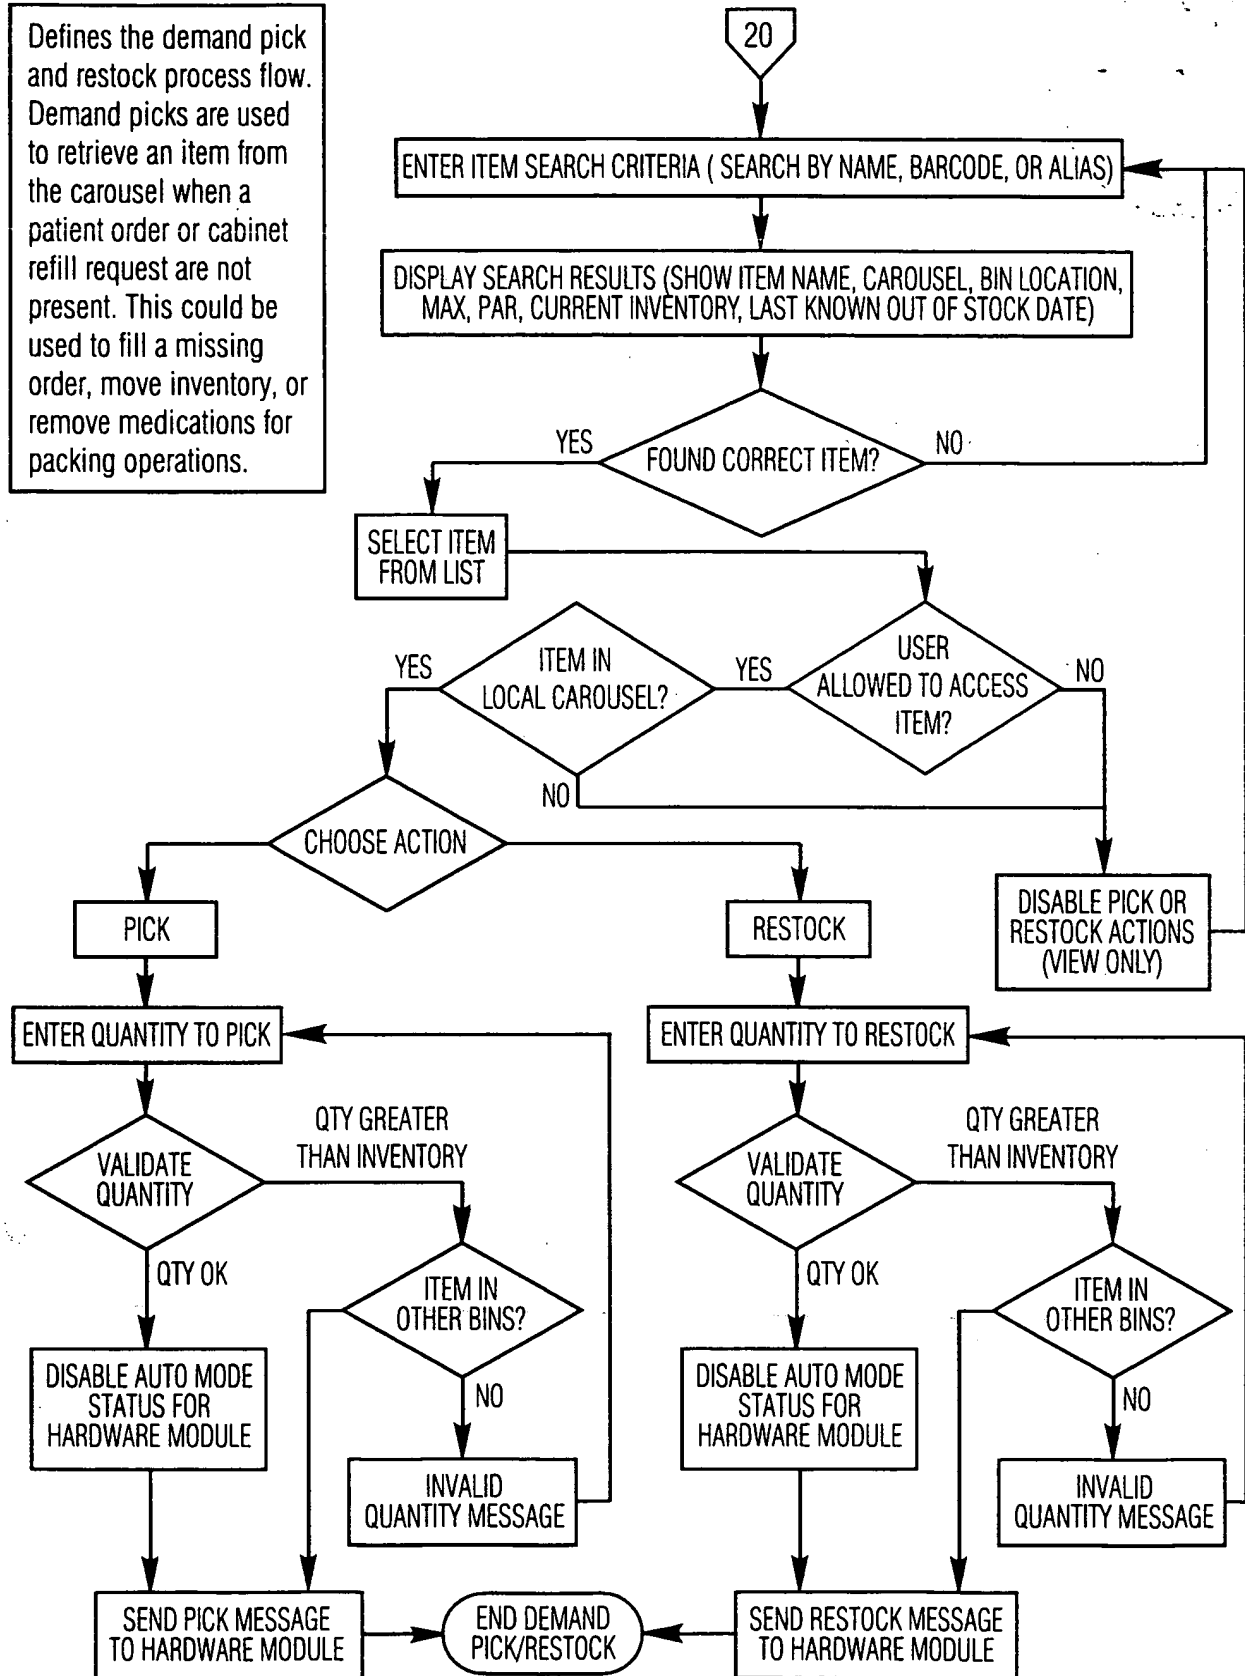 Defines the demand pick
and restock process flow.
Demand picks are used
to retrieve an item from
the carousel when a
patient order or cabinet
refill request are not
present. This could be
used to fill a missing
order, move inventory, or
remove medications for
packing operations.
20
ENTER ITEM SEARCH CRITERIA ( SEARCH BY NAME, BARCODE, OR ALIAS)
DISPLAY SEARCH RESULTS (SHOW ITEM NAME, CAROUSEL, BIN LOCATION,
MAX, PAR, CURRENT INVENTORY, LAST KNOWN OUT OF STOCK DATE)
YES
FOUND CORRECT ITEM?
NO
SELECT ITEM
FROM LIST
YES
ITEM IN
LOCAL CAROUSEL?
YES
USER
ALLOWED TO ACCESS
ITEM?
NO
NO
CHOOSE ACTION
PICK
RESTOCK
DISABLE PICK OR
RESTOCK ACTIONS
(VIEW ONLY)
ENTER QUANTITY TO PICK
ENTER QUANTITY TO RESTOCK
VALIDATE
QUANTITY
QTY GREATER
THAN INVENTORY
VALIDATE
QUANTITY
QTY GREATER
THAN INVENTORY
QTY OK
ITEM IN
OTHER BINS?
QTY OK
ITEM IN
OTHER BINS?
DISABLE AUTO MODE
STATUS FOR
HARDWARE MODULE
NO
DISABLE AUTO MODE
STATUS FOR
HARDWARE MODULE
NO
INVALID
QUANTITY MESSAGE
INVALID
QUANTITY MESSAGE
SEND PICK MESSAGE
TO HARDWARE MODULE
END DEMAND
PICK/RESTOCK
SEND RESTOCK MESSAGE
TO HARDWARE MODULE